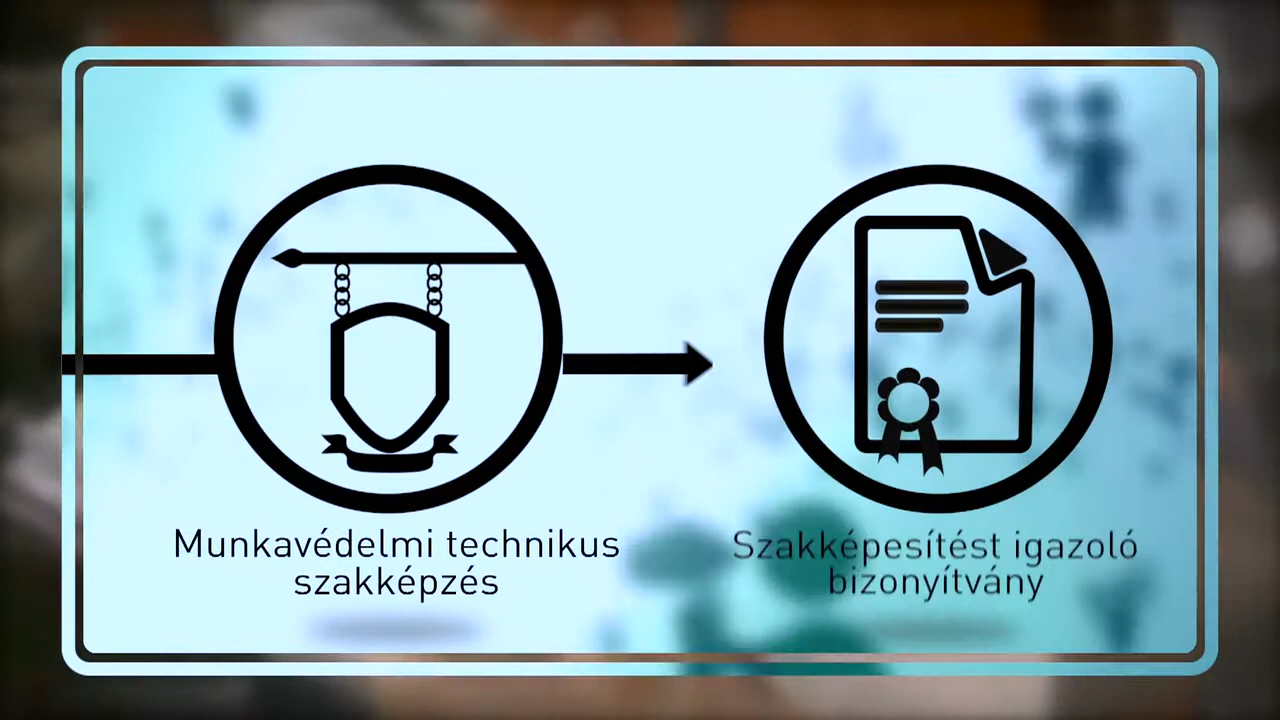 Munkavédelmi technikus
szakképzés
Szakképesítést igazoló
bizonyítvány